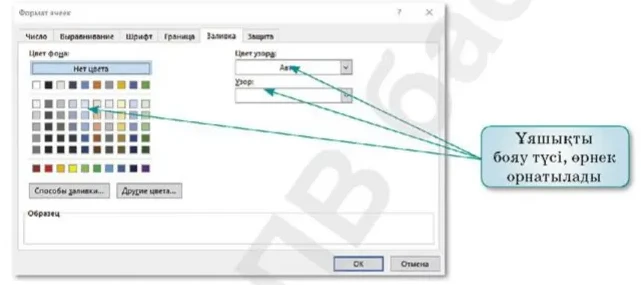 Формат ячеек
? ×
Число Выравнивание Шрифт Граница Заливка Защита
Цвет фона:
Нет цвета
Цвет узора:
Авто
Узор:
Способы заливки... Другие цвета...
Образец
ОК Отмена
Ұяшықты
бояу түсі, өрнек
орнатылады